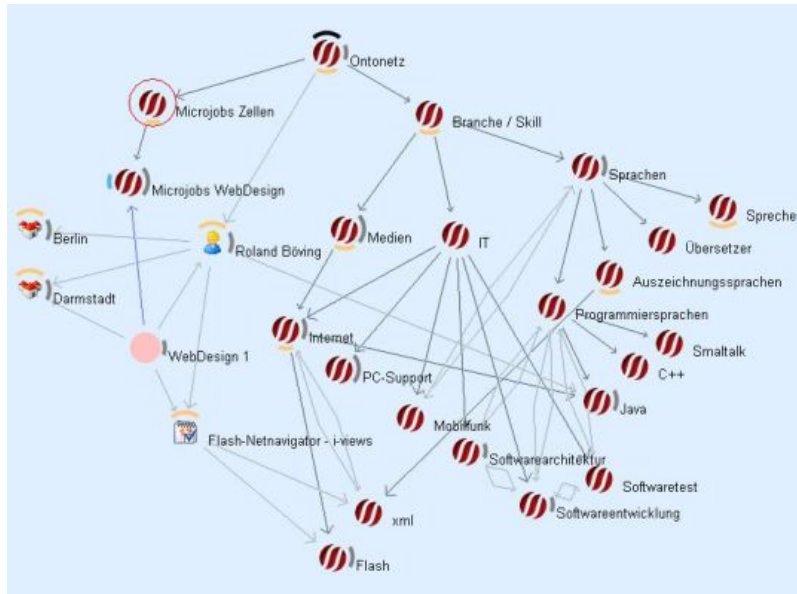 Ontonetz
Microjobs Zellen
Branche / Skill
Sprachen
Microjobs WebDesign
Spreche
Berlin
Roland Böving
Medien
IT
Übersetzer
Auszeichnungssprachen
Darmstadt
Programmiersprachen
Internet
Smaltalk
WebDesign 1
PC-Support
C++
Java
Mobilfunk
Flash-Netnavigator - i-views
Softwarearchitektur
Softwaretest
xml
Softwareentwicklung
Flash